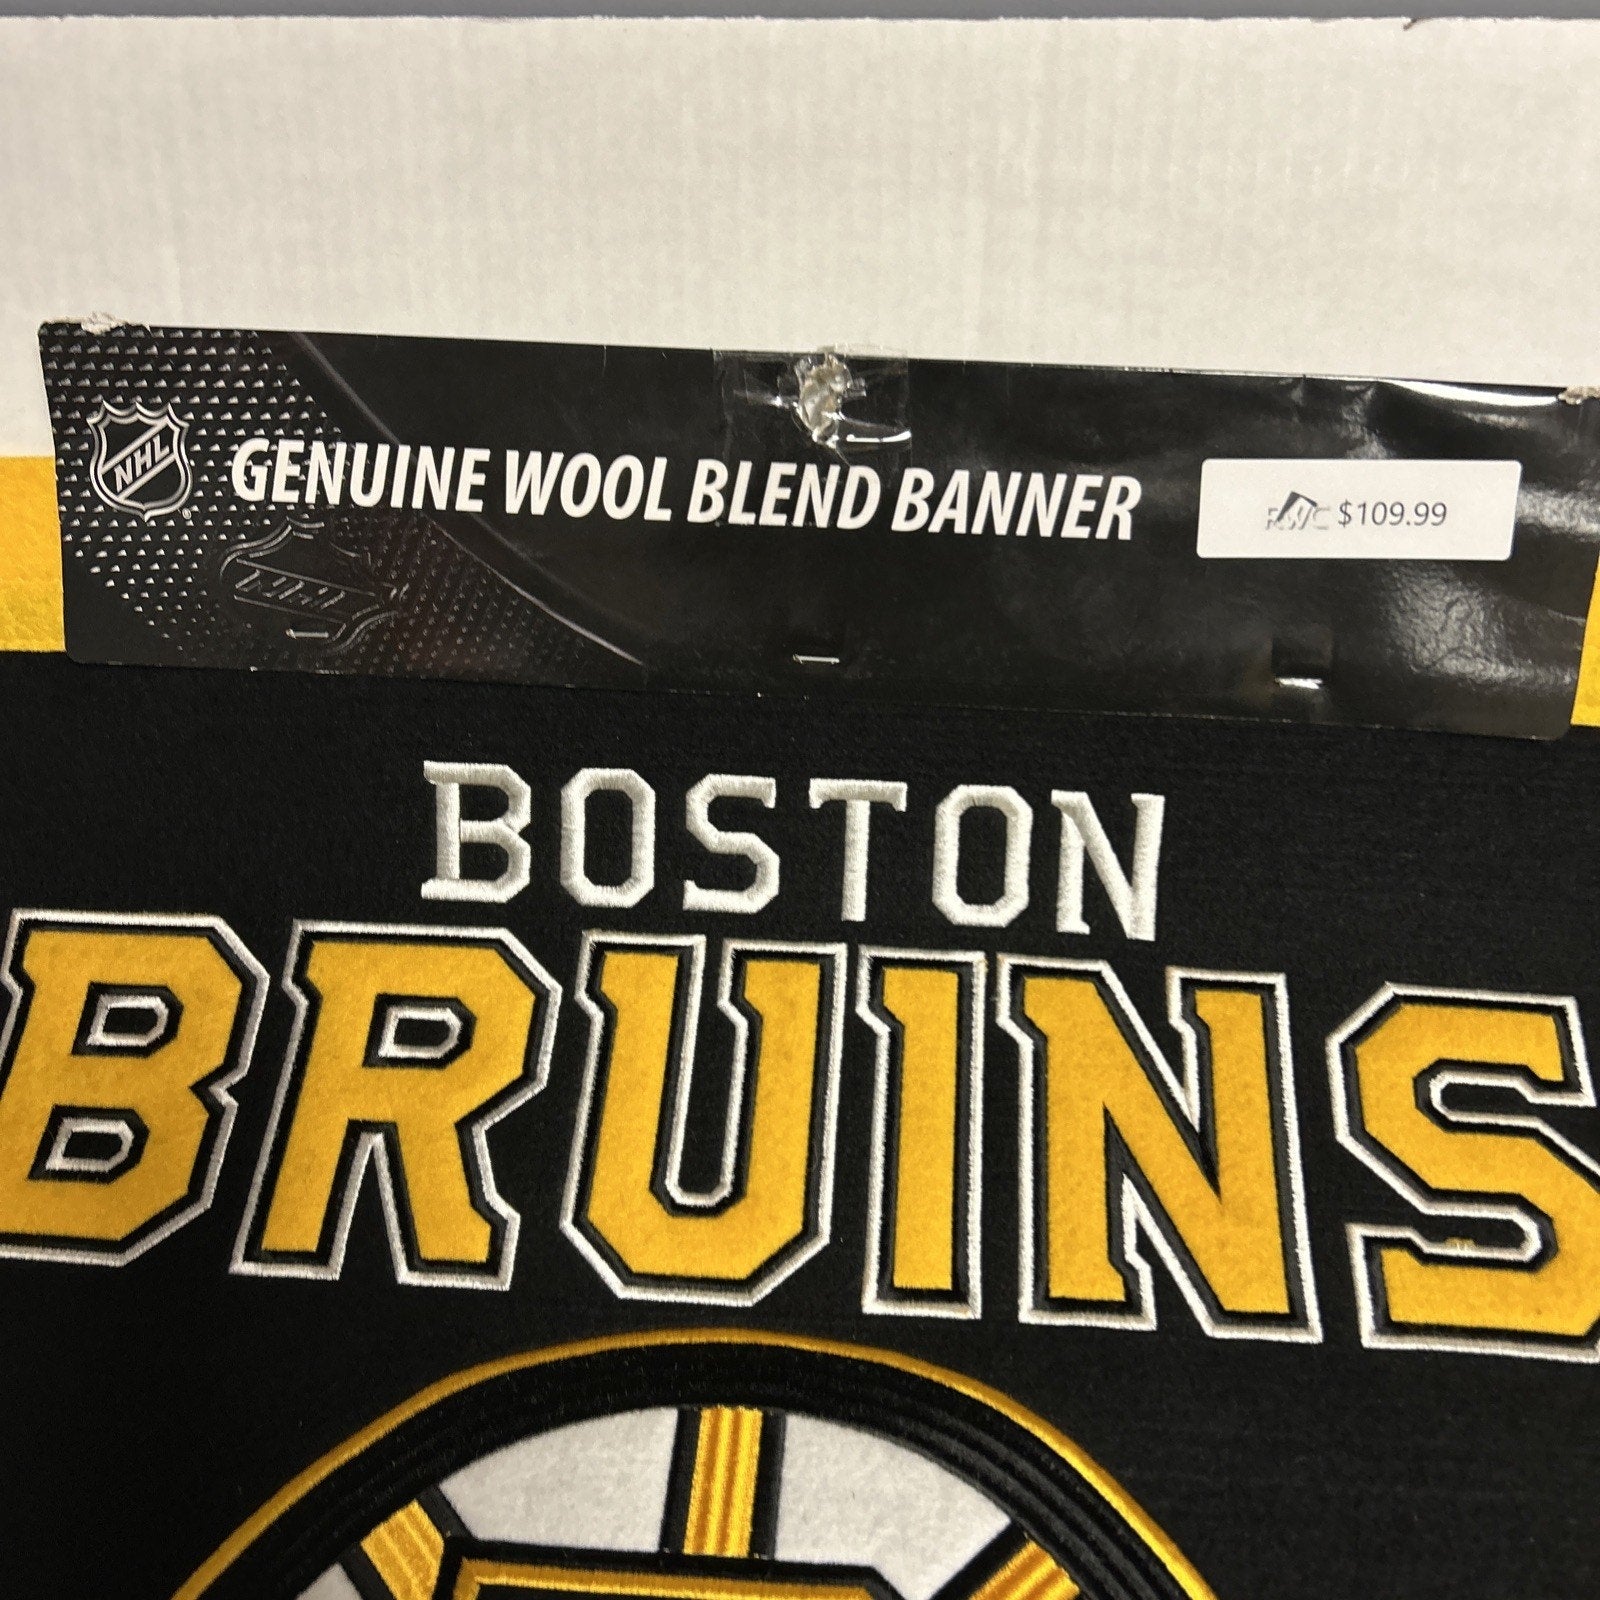 NHL
GENUINE WOOL BLEND BANNER
$109.99
BOSTON
BRUINS